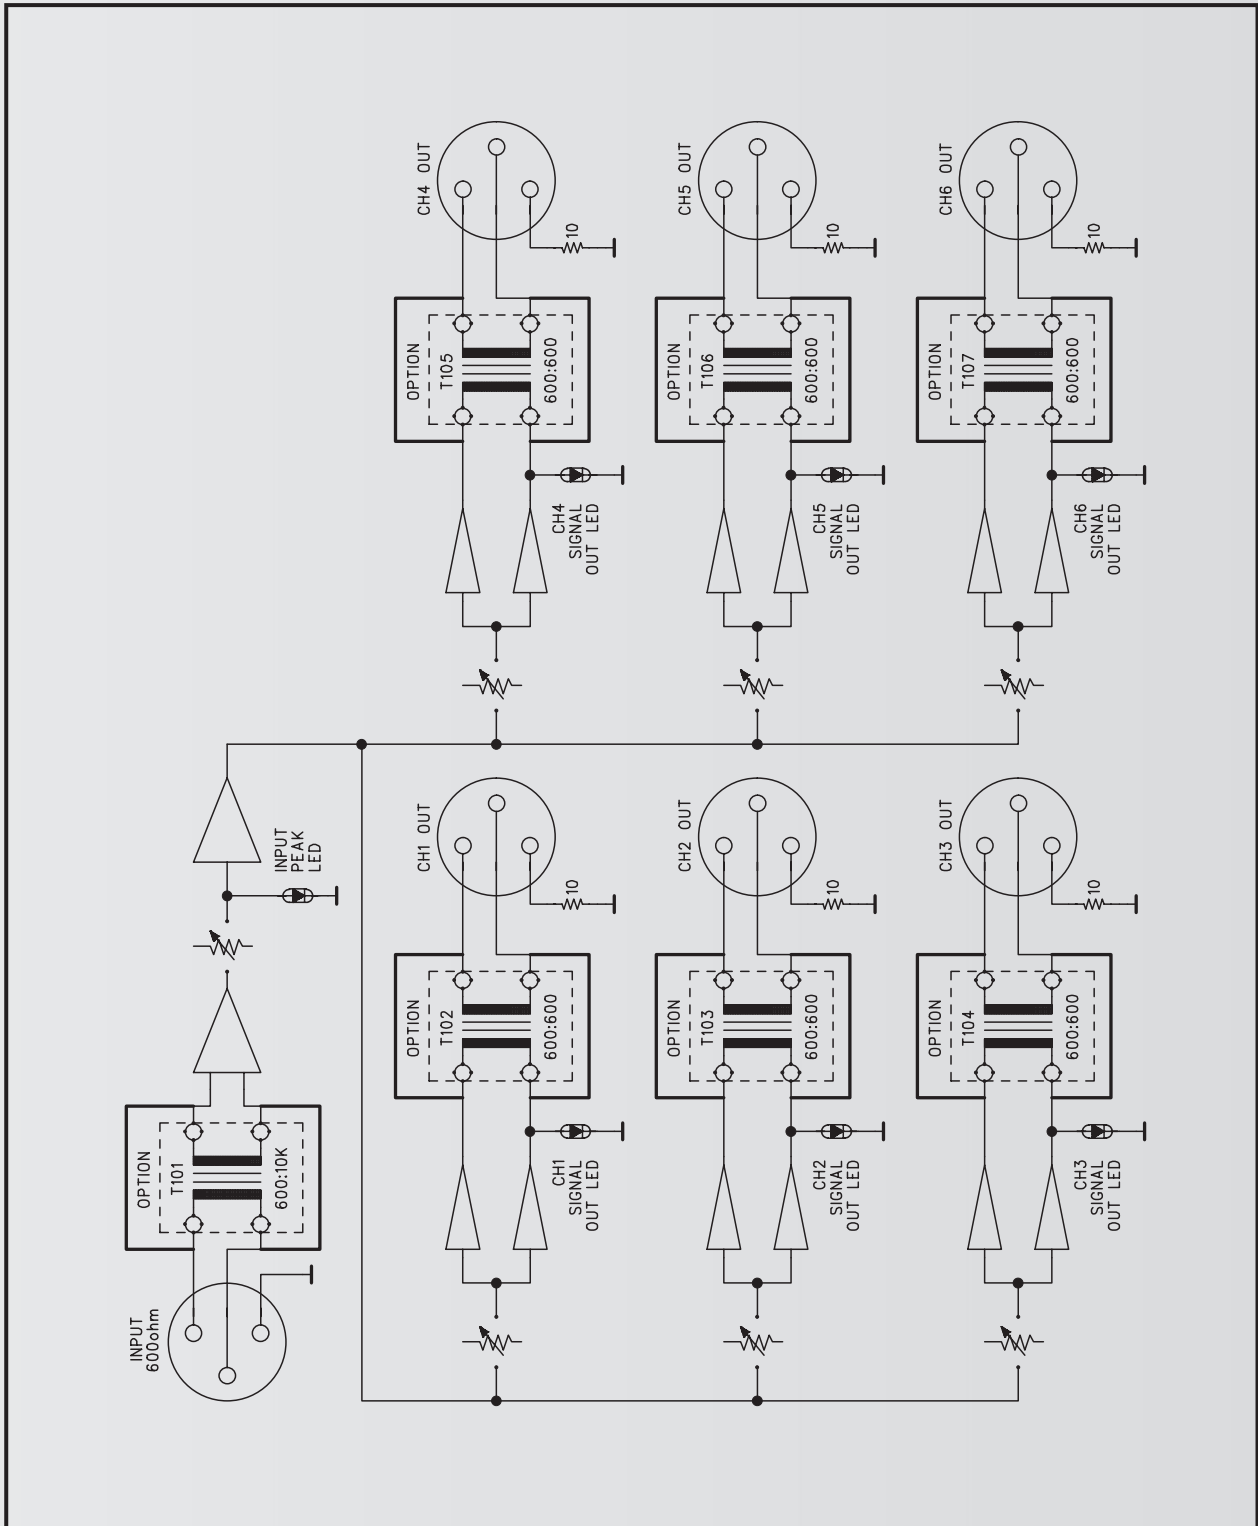 INPUT
600ohm
OPTION
T101
600:10K
INPUT
PEAK
LED
CH1
SIGNAL
OUT LED
OPTION
T102
600:600
10
CH1 OUT
CH4
SIGNAL
OUT LED
OPTION
T105
600:600
10
CH4 OUT
CH2
SIGNAL
OUT LED
OPTION
T103
600:600
10
CH2 OUT
CH5
SIGNAL
OUT LED
OPTION
T106
600:600
10
CH5 OUT
CH3
SIGNAL
OUT LED
OPTION
T104
600:600
10
CH3 OUT
CH6
SIGNAL
OUT LED
OPTION
T107
600:600
10
CH6 OUT